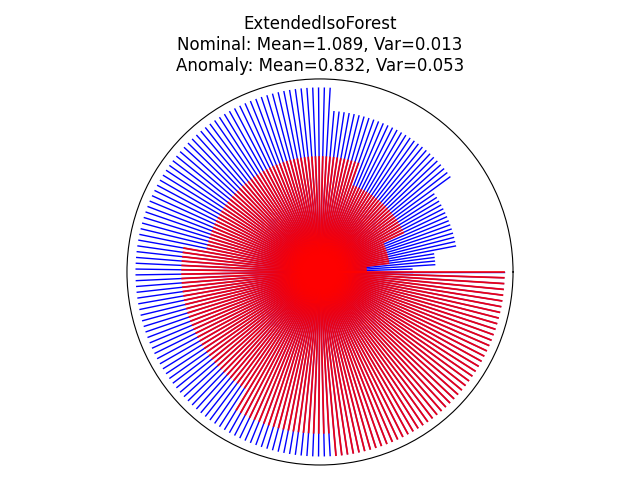 ExtendedIsoForest
Nominal: Mean=1.089, Var=0.013
Anomaly: Mean=0.832, Var=0.053